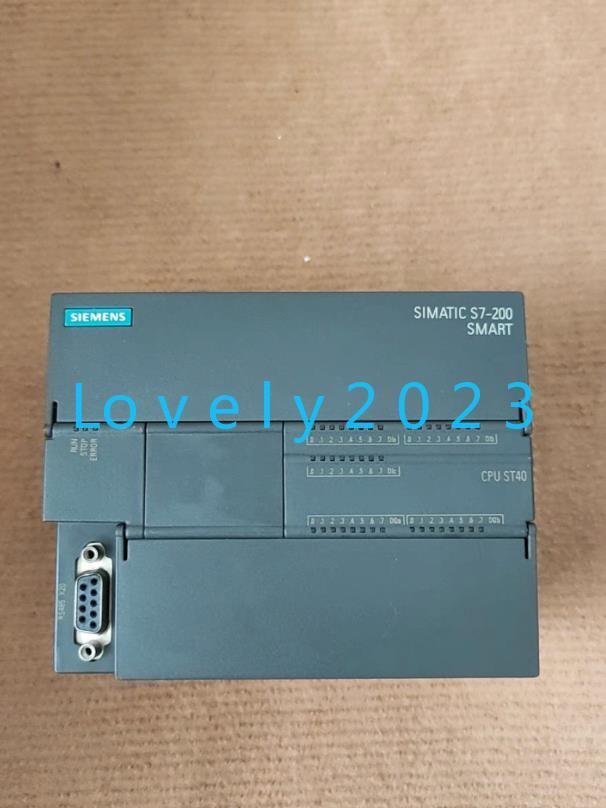 SIEMENS
SIMATIC S7-200
SMART
Lovely2023
RUN
STOP
ERROR
0 1 2 3 4 5 6 7 DIa
0 1 2 3 4 5 6 7 DIb
0 1 2 3 4 5 6 7 DIc
CPU ST40
0 1 2 3 4 5 6 7 DQa
0 1 2 3 4 5 6 7 DQb
RS485 X20